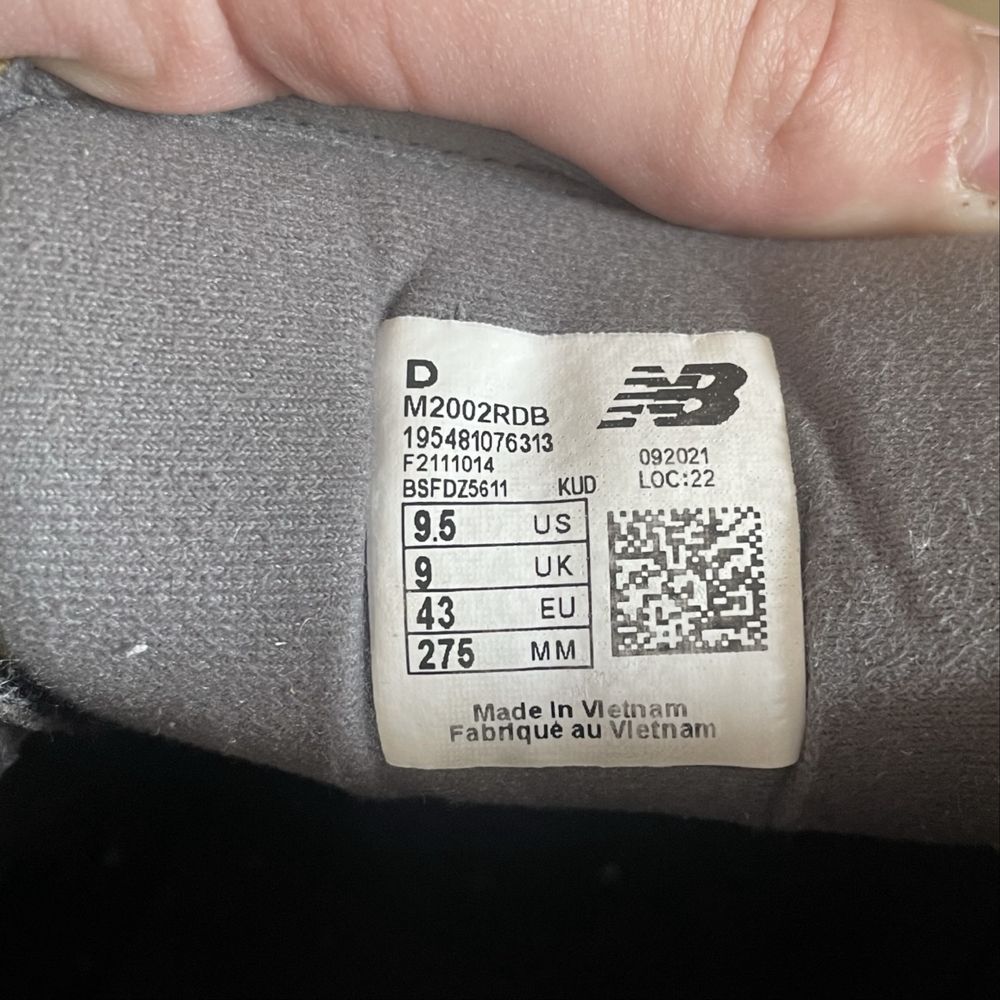 D
M2002RDB
195481076313
F2111014
BSFDZ5611 KUD
NB
092021
LOC:22
9.5 US
9 UK
43 EU
275 MM
Made In Vietnam
Fabriqué au Vietnam